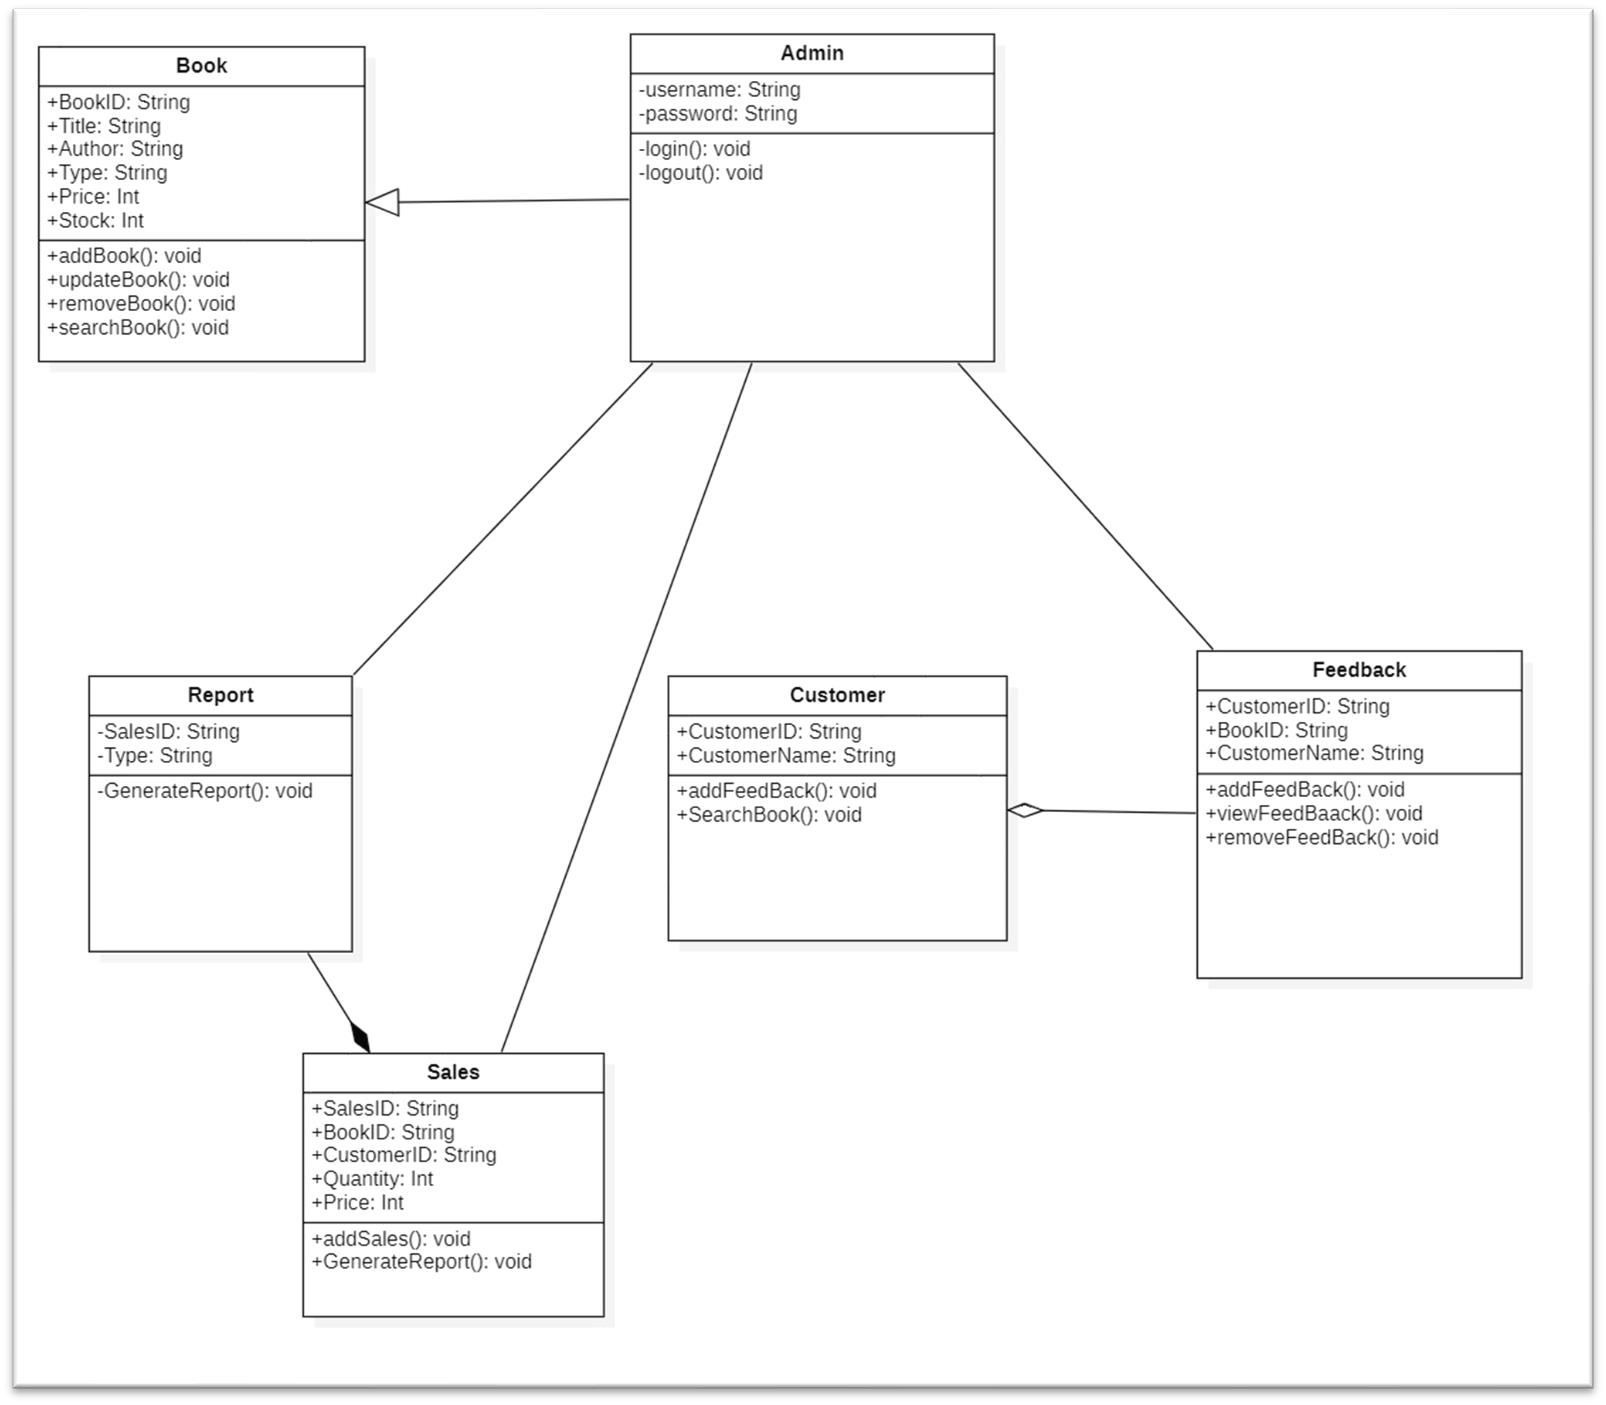 Book
+BookID: String
+Title: String
+Author: String
+Type: String
+Price: Int
+Stock: Int
+addBook(): void
+updateBook(): void
+removeBook(): void
+searchBook(): void
Admin
-username: String
-password: String
-login(): void
-logout(): void
Report
-SalesID: String
-Type: String
-GenerateReport(): void
Customer
+CustomerID: String
+CustomerName: String
+addFeedBack(): void
+SearchBook(): void
Feedback
+CustomerID: String
+BookID: String
+CustomerName: String
+addFeedBack(): void
+viewFeedBaack(): void
+removeFeedBack(): void
Sales
+SalesID: String
+BookID: String
+CustomerID: String
+Quantity: Int
+Price: Int
+addSales(): void
+GenerateReport(): void